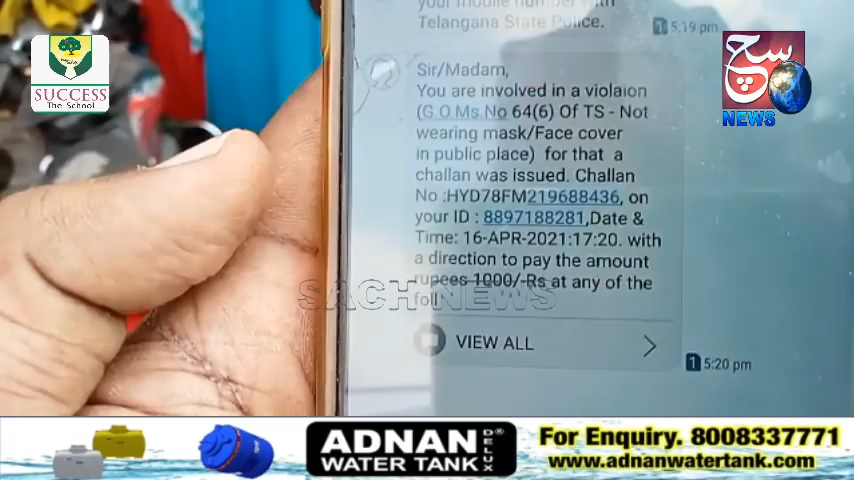 your mobile number with
Telangana State Police.
1 5:19 pm
Sir/Madam,
You are involved in a violaion
(G.O.Ms.No 64(6) Of TS - Not
wearing mask/Face cover
in public place) for that a
challan was issued. Challan
No :HYD78FM219688436, on
your ID : 8897188281,Date &
Time: 16-APR-2021:17:20. with
a direction to pay the amount
rupees 1000/-Rs at any of the
foll
VIEW ALL
1 5:20 pm
SUCCESS
The School
سچ
NEWS
SACH NEWS
ADNAN DELUX®
WATER TANK
For Enquiry. 8008337771
www.adnanwatertank.com